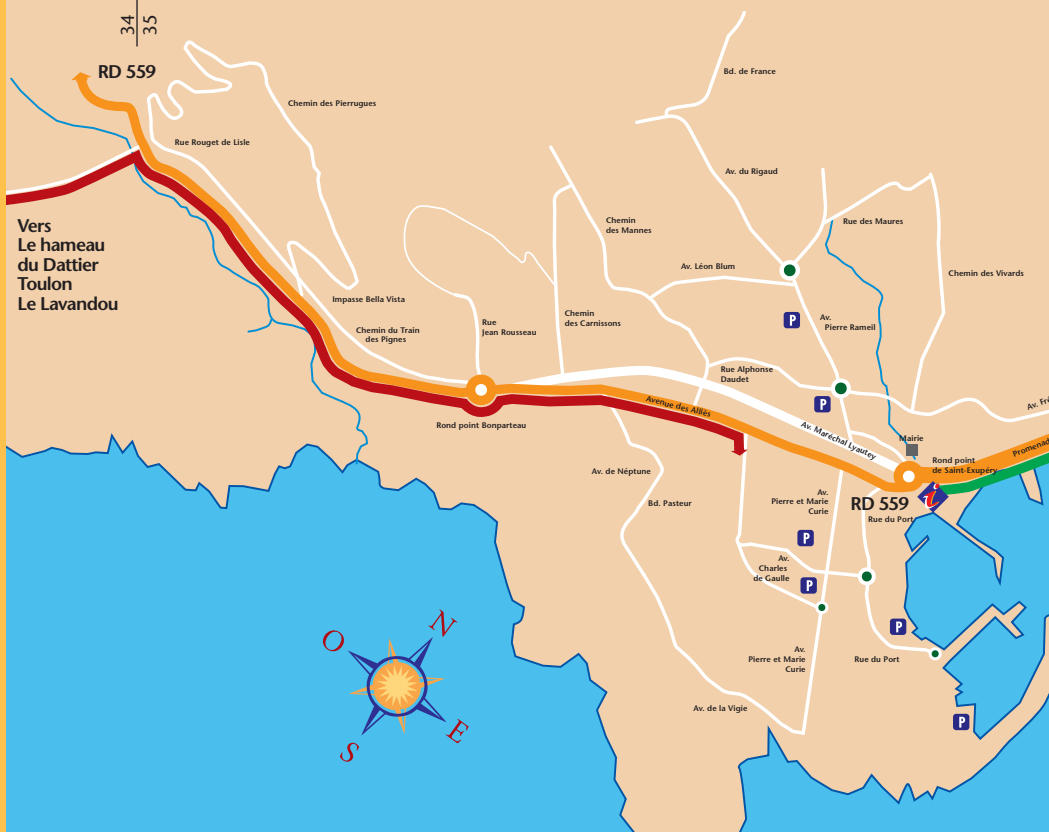 34
35
RD 559
Bd. de France
Chemin des Pierrugues
Rue Rouget de Lisle
Av. du Rigaud
Vers
Le hameau
du Dattier
Toulon
Le Lavandou
Chemin
des Mannes
Rue des Maures
Av. Léon Blum
Chemin des Vivards
Impasse Bella Vista
Chemin du Train
des Pignes
Rue
Jean Rousseau
Chemin
des Carnissons
P
Av.
Pierre Rameil
Rue Alphonse
Daudet
P
Avenue des Alliés
Av. Fré
Rond point Bonparteau
Av. Maréchal Lyautey
Mairie
Promenad
Rond point
de Saint-Exupéry
Av. de Néptune
Bd. Pasteur
Av.
Pierre et Marie
Curie
RD 559
i
Rue du Port
P
Av.
Charles
de Gaulle
P
P
Av.
Pierre et Marie
Curie
Rue du Port
Av. de la Vigie
P
O
N
S
E